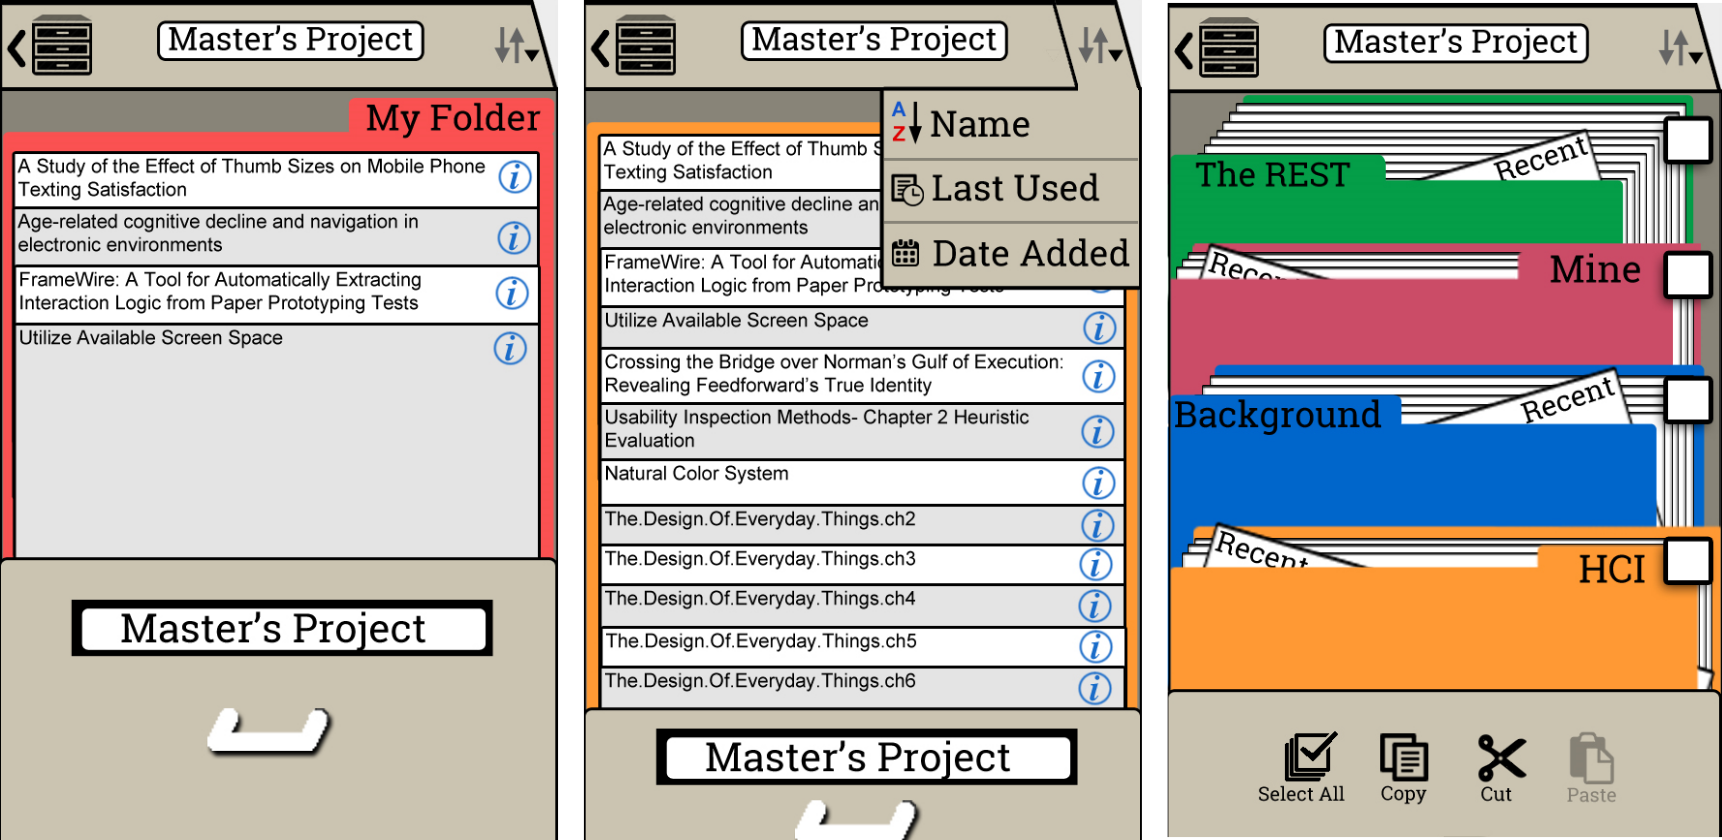 Master's Project
My Folder
A Study of the Effect of Thumb Sizes on Mobile Phone
Texting Satisfaction
Age-related cognitive decline and navigation in
electronic environments
FrameWire: A Tool for Automatically Extracting
Interaction Logic from Paper Prototyping Tests
Utilize Available Screen Space
Master's Project
Master's Project
A
Z
Name
Last Used
Date Added
A Study of the Effect of Thumb S
Texting Satisfaction
Age-related cognitive decline an
electronic environments
FrameWire: A Tool for Automatic
Interaction Logic from Paper Prototyping Tests
Utilize Available Screen Space
Crossing the Bridge over Norman's Gulf of Execution:
Revealing Feedforward's True Identity
Usability Inspection Methods- Chapter 2 Heuristic
Evaluation
Natural Color System
The.Design.Of.Everyday.Things.ch2
The.Design.Of.Everyday.Things.ch3
The.Design.Of.Everyday.Things.ch4
The.Design.Of.Everyday.Things.ch5
The.Design.Of.Everyday.Things.ch6
Master's Project
Master's Project
Recent
The REST
Recen
Mine
Recent
Background
Recent
HCI
Select All
Copy
Cut
Paste